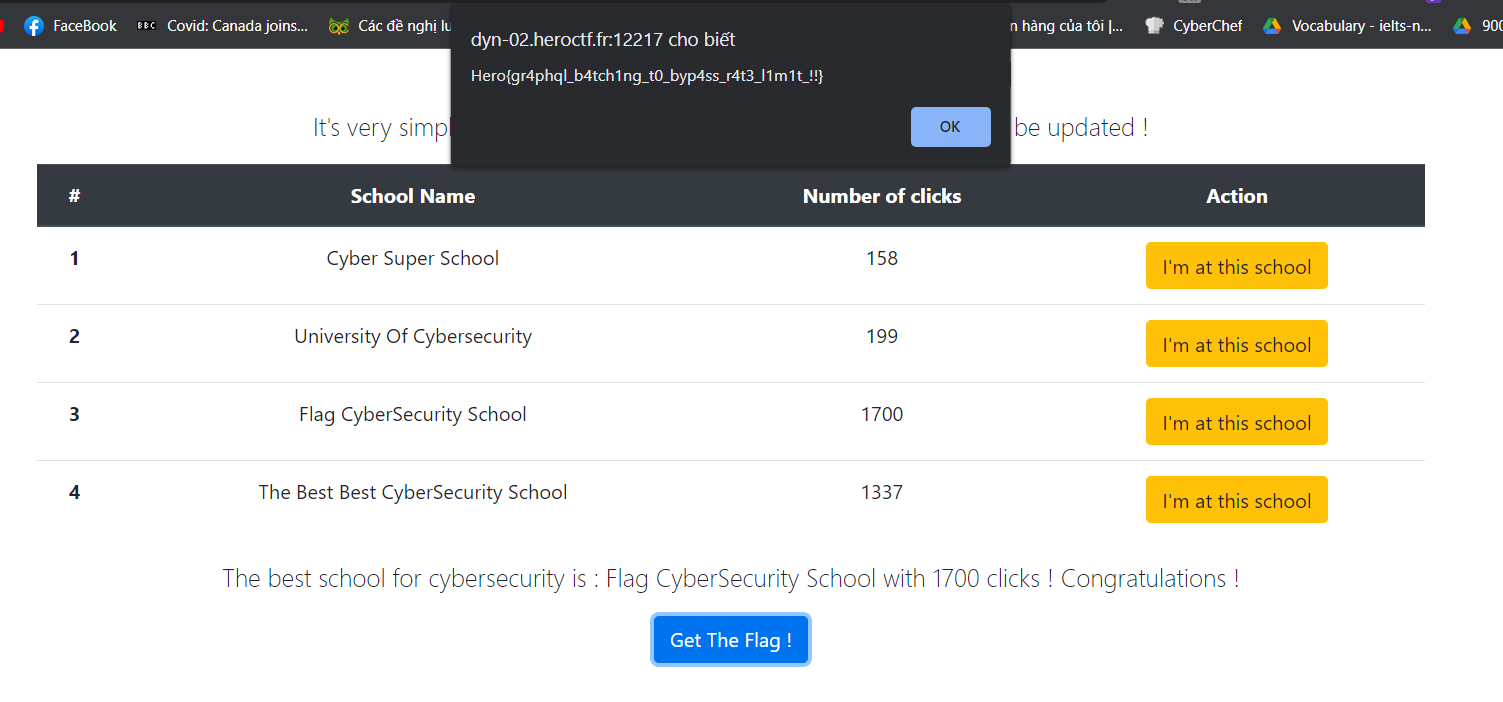 FaceBook BBC Covid: Canada joins... Các đề nghị n hàng của tôi |... CyberChef Vocabulary - ielts-n... 900
dyn-02.heroctf.fr:12217 cho biết
Hero{gr4phql_b4tch1ng_t0_byp4ss_r4t3_l1m1t_!!}
OK
It's very be updated !
# School Name Number of clicks Action
1 Cyber Super School 158 I'm at this school
2 University Of Cybersecurity 199 I'm at this school
3 Flag CyberSecurity School 1700 I'm at this school
4 The Best Best CyberSecurity School 1337 I'm at this school
The best school for cybersecurity is : Flag CyberSecurity School with 1700 clicks ! Congratulations !
Get The Flag !